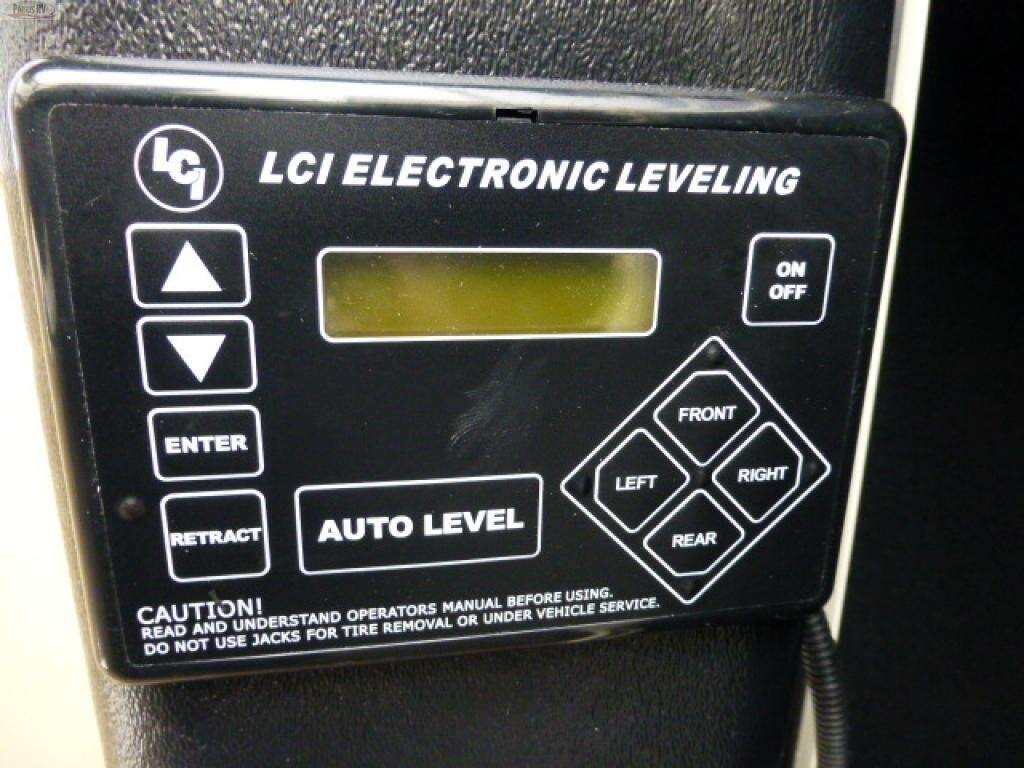 LCI
LCI ELECTRONIC LEVELING
ON
OFF
ENTER
RETRACT
AUTO LEVEL
FRONT
LEFT
RIGHT
REAR
CAUTION!
READ AND UNDERSTAND OPERATORS MANUAL BEFORE USING.
DO NOT USE JACKS FOR TIRE REMOVAL OR UNDER VEHICLE SERVICE.